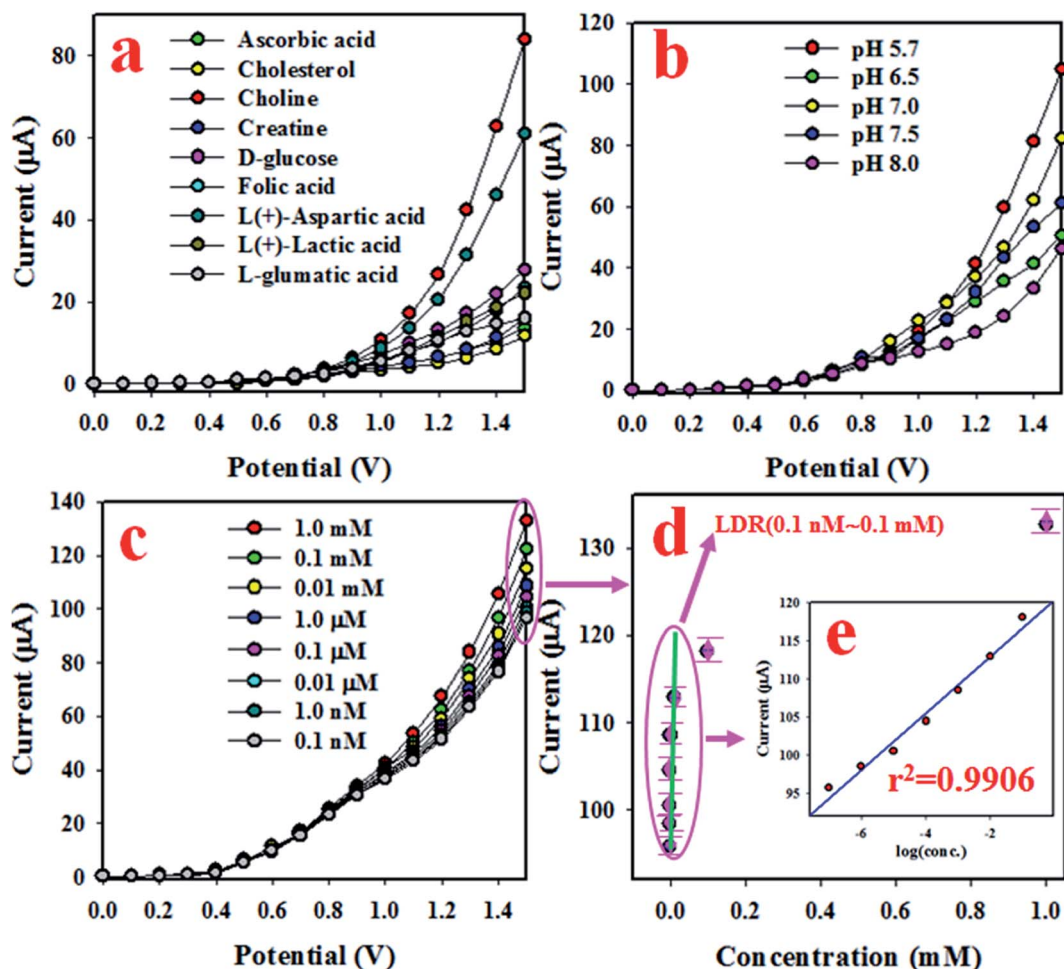 a
Ascorbic acid
Cholesterol
Choline
Creatine
D-glucose
Folic acid
L(+)-Aspartic acid
L(+)-Lactic acid
L-glumatic acid
Current (µA)
80
60
40
20
0
0.0 0.2 0.4 0.6 0.8 1.0 1.2 1.4
Potential (V)
b
pH 5.7
pH 6.5
pH 7.0
pH 7.5
pH 8.0
Current (µA)
120
100
80
60
40
20
0
0.0 0.2 0.4 0.6 0.8 1.0 1.2 1.4
Potential (V)
c
1.0 mM
0.1 mM
0.01 mM
1.0 µM
0.1 µM
0.01 µM
1.0 nM
0.1 nM
Current (µA)
140
120
100
80
60
40
20
0
0.0 0.2 0.4 0.6 0.8 1.0 1.2 1.4
Potential (V)
d
LDR(0.1 nM~0.1 mM)
Current (µA)
130
120
110
100
0.0 0.2 0.4 0.6 0.8 1.0
Concentration (mM)
e
r²=0.9906
Current (µA)
120
115
110
105
100
95
-6 -4 -2
log(conc.)